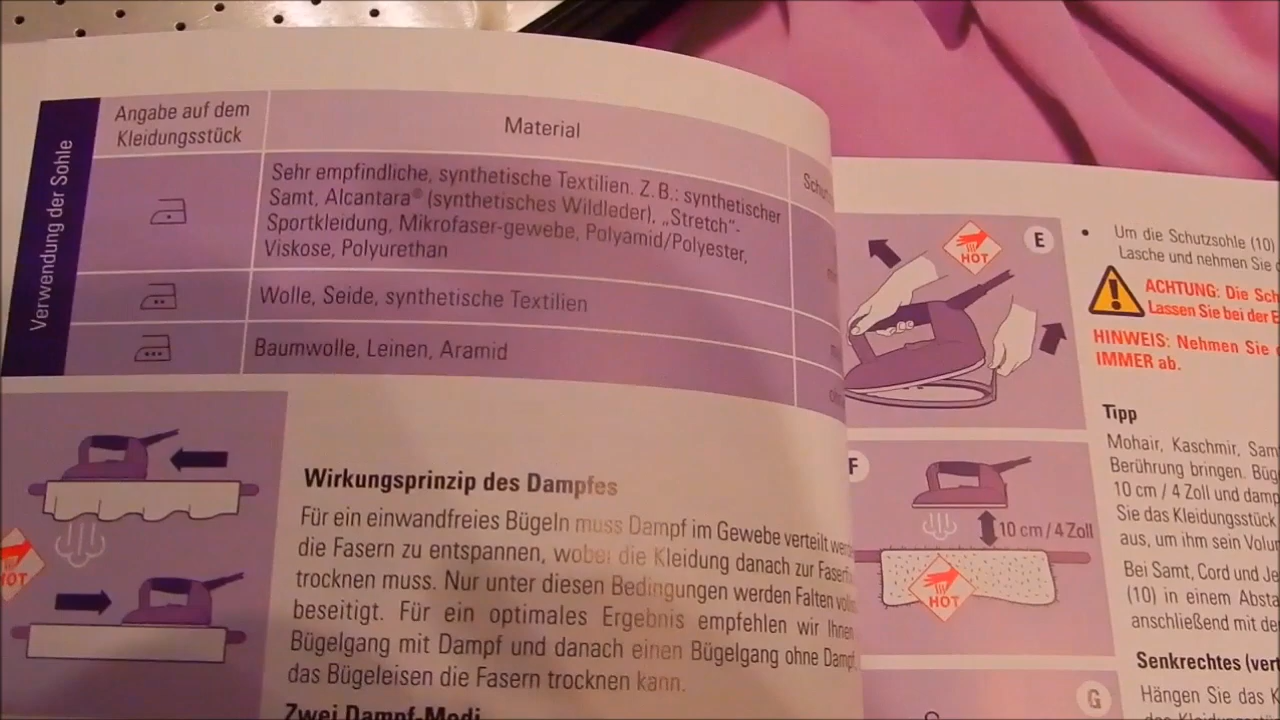 Verwendung der Sohle
Angabe auf dem
Kleidungsstück
Material
Sehr empfindliche, synthetische Textilien. Z.B.: synthetischer
Samt, Alcantara® (synthetisches Wildleder), „Stretch"-
Sportkleidung, Mikrofaser-gewebe, Polyamid/Polyester,
Viskose, Polyurethan
Wolle, Seide, synthetische Textilien
Baumwolle, Leinen, Aramid
HOT
Wirkungsprinzip des Dampfes
Für ein einwandfreies Bügeln muss Dampf im Gewebe verteilt
die Fasern zu entspannen, wobei die Kleidung danach zur
trocknen muss. Nur unter diesen Bedingungen werden Falten
beseitigt. Für ein optimales Ergebnis empfehlen wir Ihnen
Bügelgang mit Dampf und danach einen Bügelgang ohne Dampf,
das Bügeleisen die Fasern trocknen kann.
Zwei Dampf-Modi
HOT
E
F
10 cm / 4 Zoll
HOT
G
• Um die Schutzsohle (10)
Lasche und nehmen Sie
ACHTUNG: Die
Lassen Sie bei der
HINWEIS: Nehmen Sie
IMMER ab.
Tipp
Mohair, Kaschmir,
Berührung bringen.
10 cm / 4 Zoll und
Sie das Kleidungsstück
aus, um ihm sein
Bei Samt, Cord und
(10) in einem
anschließend mit
Senkrechtes
Hängen Sie das